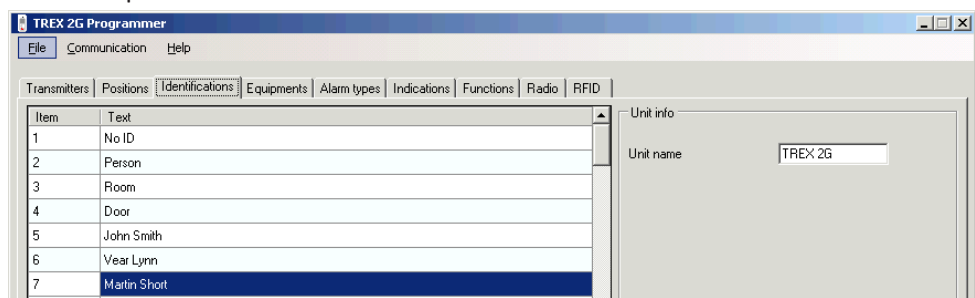 TREX 2G Programmer
File Communication Help
Transmitters Positions Identifications Equipments Alarm types Indications Functions Radio RFID
Item Text
1 No ID
2 Person
3 Room
4 Door
5 John Smith
6 Vear Lynn
7 Martin Short
Unit info
Unit name TREX 2G